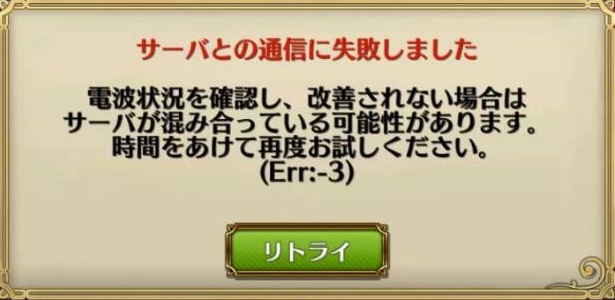 サーバとの通信に失敗しました
電波状況を確認し、改善されない場合は
サーバが混み合っている可能性があります。
時間をあけて再度お試しください。
(Err:-3)
リトライ